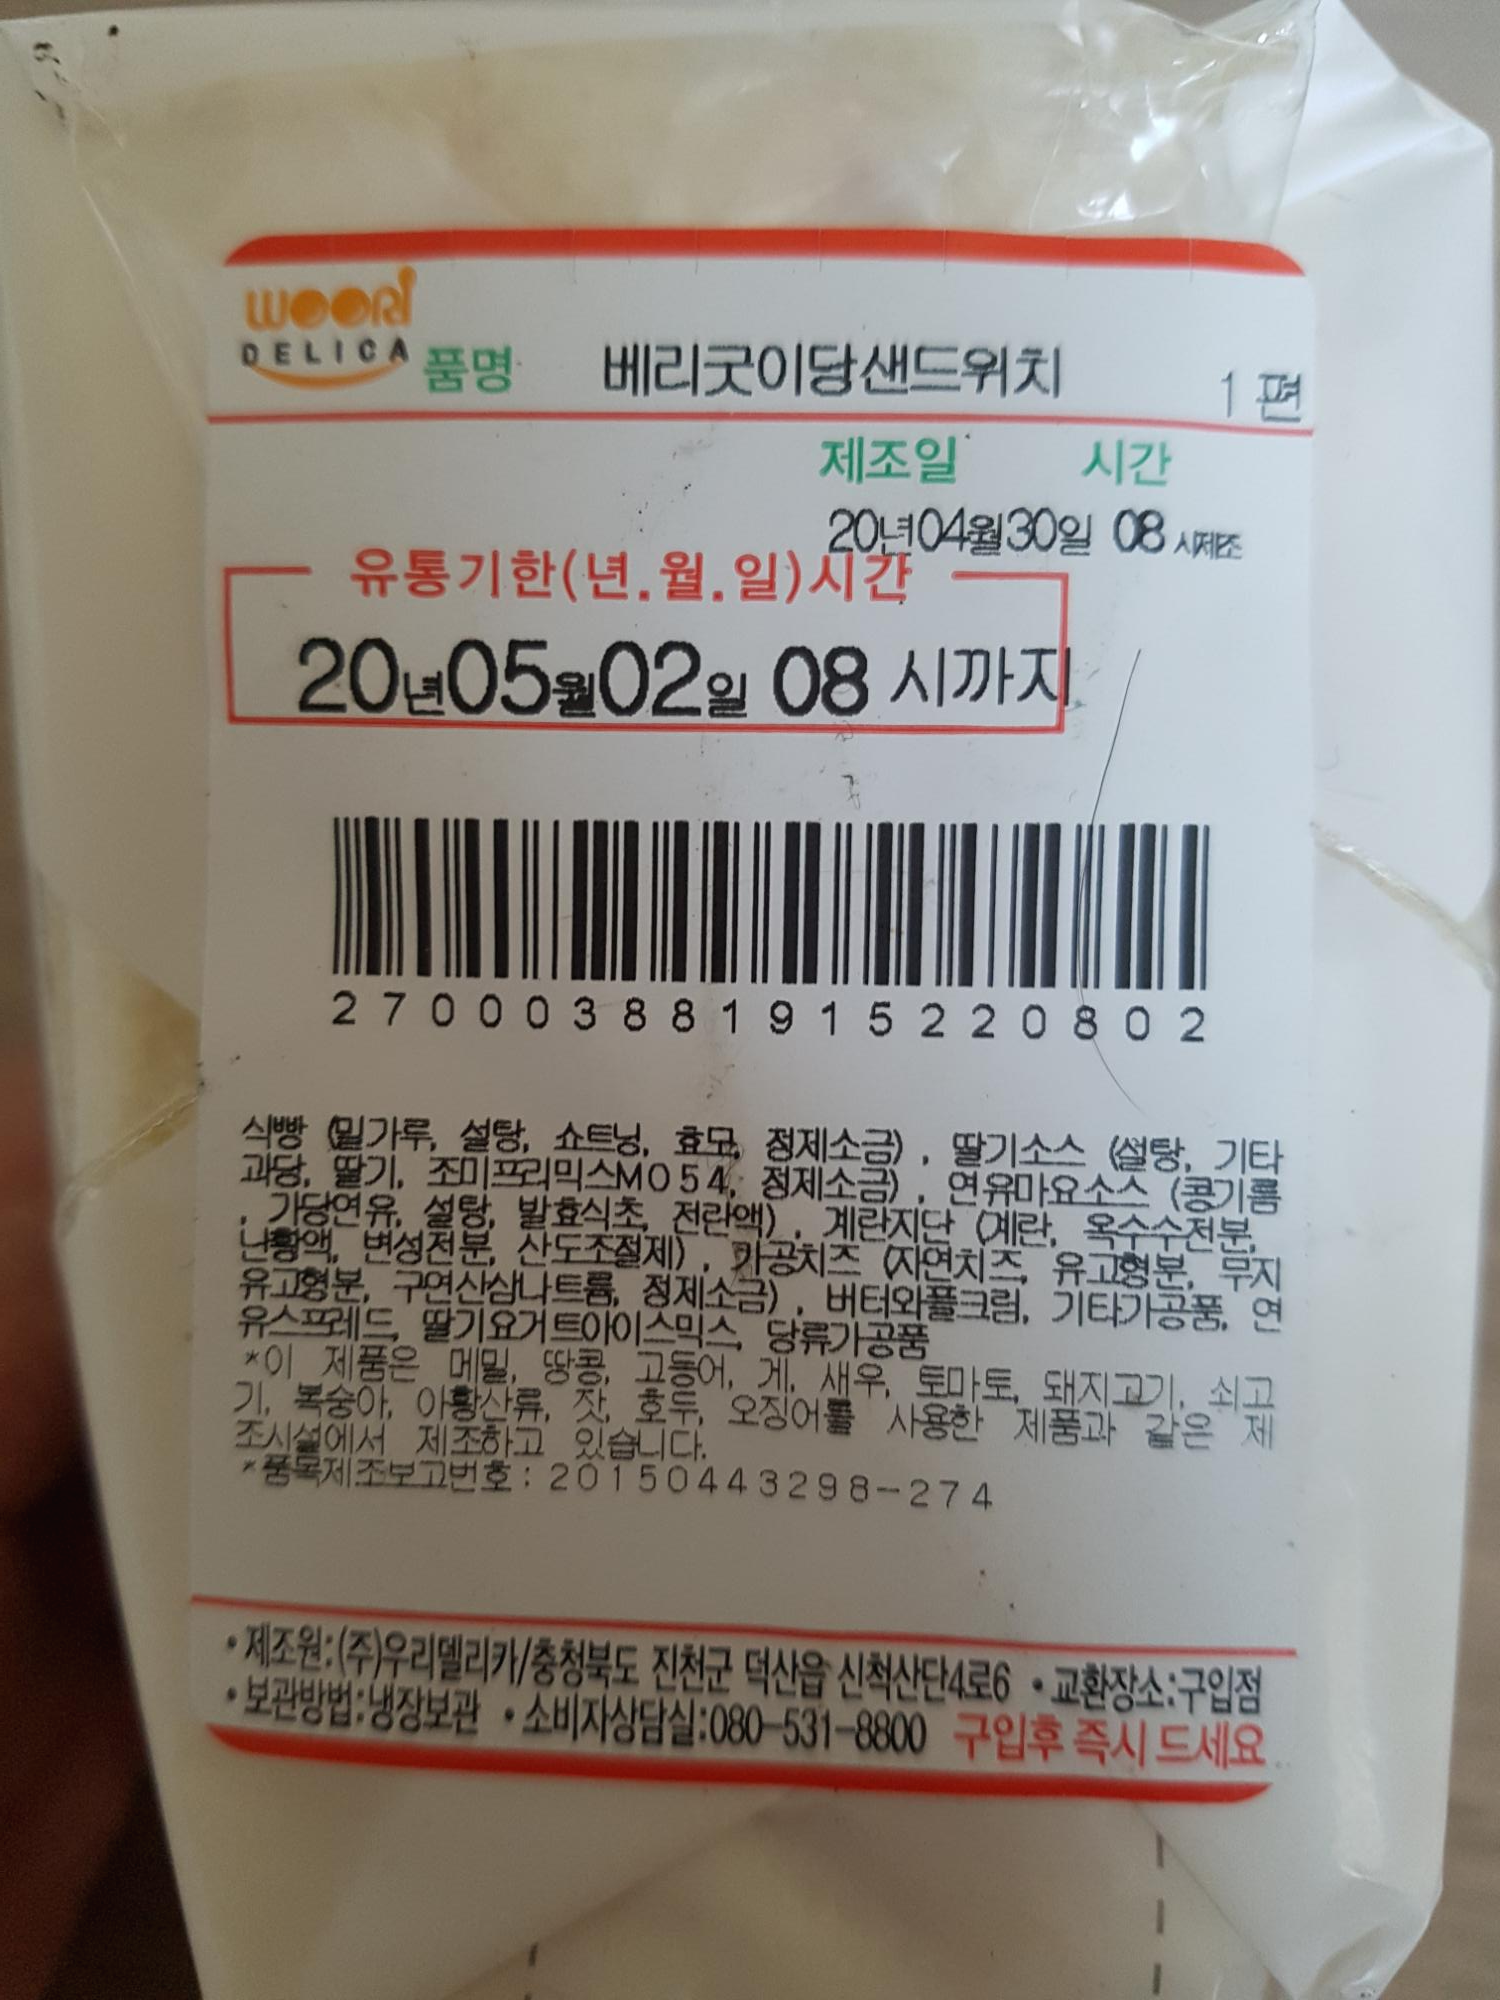 WOORI
DELICA
품명 베리굿이당샌드위치 1편
제조일 시간
20년04월30일 08시제조
유통기한(년.월.일)시간
20년05월02일 08 시까지
270003881915220802
식빵 (밀가루, 설탕, 쇼트닝, 효모, 정제소금) , 딸기소스 (설탕, 기타
과당, 딸기, 조미프리믹스MO54, 정제소금) , 연유마요소스 (콩기름
, 가당연유, 설탕, 발효식초, 전란액) , 계란지단 (계란, 옥수수전분,
난황액, 변성전분, 산도조절제) , 가공치즈 (자연치즈, 유고형분, 무지
유고형분, 구연산삼나트륨, 정제소금) , 버터와플크림, 기타가공품, 연
유스프레드, 딸기요거트아이스믹스, 당류가공품
*이 제품은 메밀, 땅콩, 고등어, 게, 새우, 토마토, 돼지고기, 쇠고
기, 복숭아, 아황산류, 잣, 호두, 오징어를 사용한 제품과 같은 제
조시설에서 제조하고 있습니다.
*품목제조보고번호:20150443298-274
•제조원:(주)우리델리카/충청북도 진천군 덕산읍 신척산단4로6 •교환장소:구입점
•보관방법:냉장보관 •소비자상담실:080-531-8800 구입후 즉시 드세요